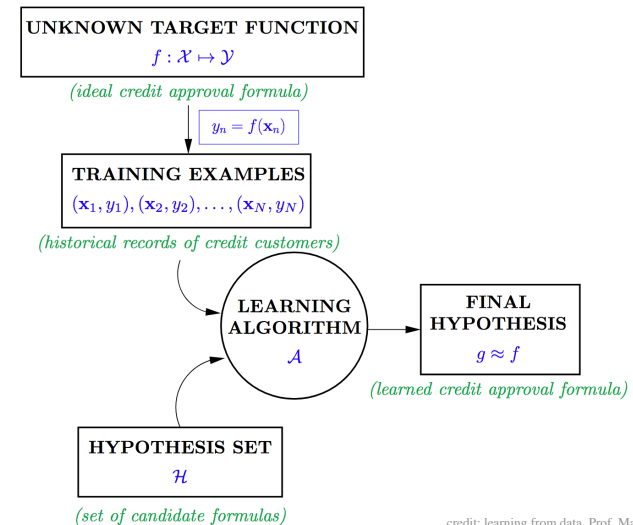 UNKNOWN TARGET FUNCTION
f : 𝒳 ↦ 𝒴
(ideal credit approval formula)
yₙ = f(𝐱ₙ)
TRAINING EXAMPLES
(𝐱₁, y₁), (𝐱₂, y₂), . . . , (𝐱_N, y_N)
(historical records of credit customers)
LEARNING
ALGORITHM
𝒜
FINAL
HYPOTHESIS
g ≈ f
(learned credit approval formula)
HYPOTHESIS SET
ℋ
(set of candidate formulas)
credit: learning from data, Prof.